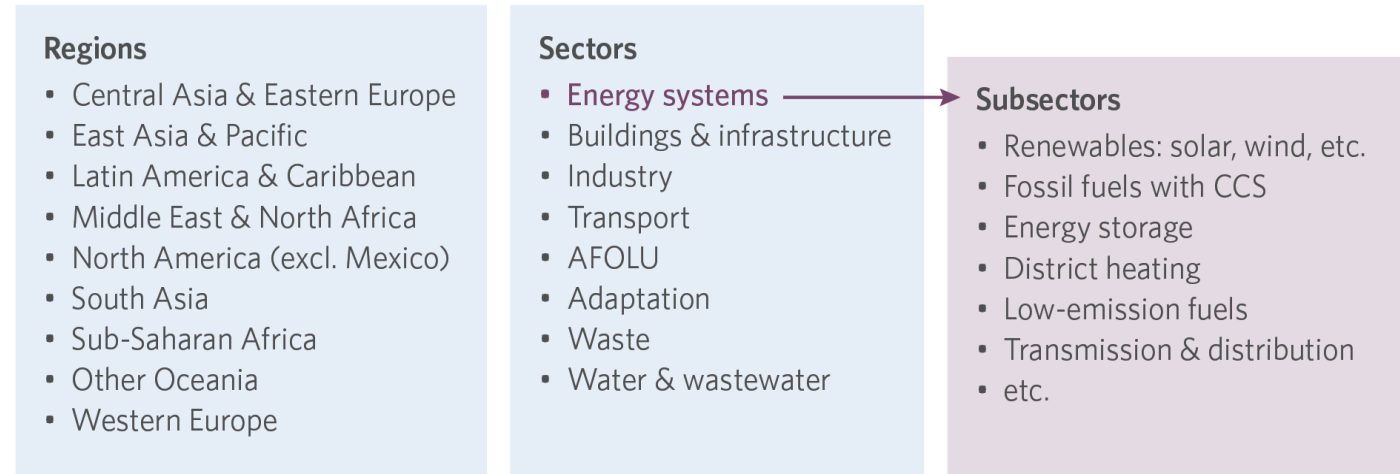 Regions
• Central Asia & Eastern Europe
• East Asia & Pacific
• Latin America & Caribbean
• Middle East & North Africa
• North America (excl. Mexico)
• South Asia
• Sub-Saharan Africa
• Other Oceania
• Western Europe
Sectors
• Energy systems
• Buildings & infrastructure
• Industry
• Transport
• AFOLU
• Adaptation
• Waste
• Water & wastewater
Subsectors
• Renewables: solar, wind, etc.
• Fossil fuels with CCS
• Energy storage
• District heating
• Low-emission fuels
• Transmission & distribution
• etc.